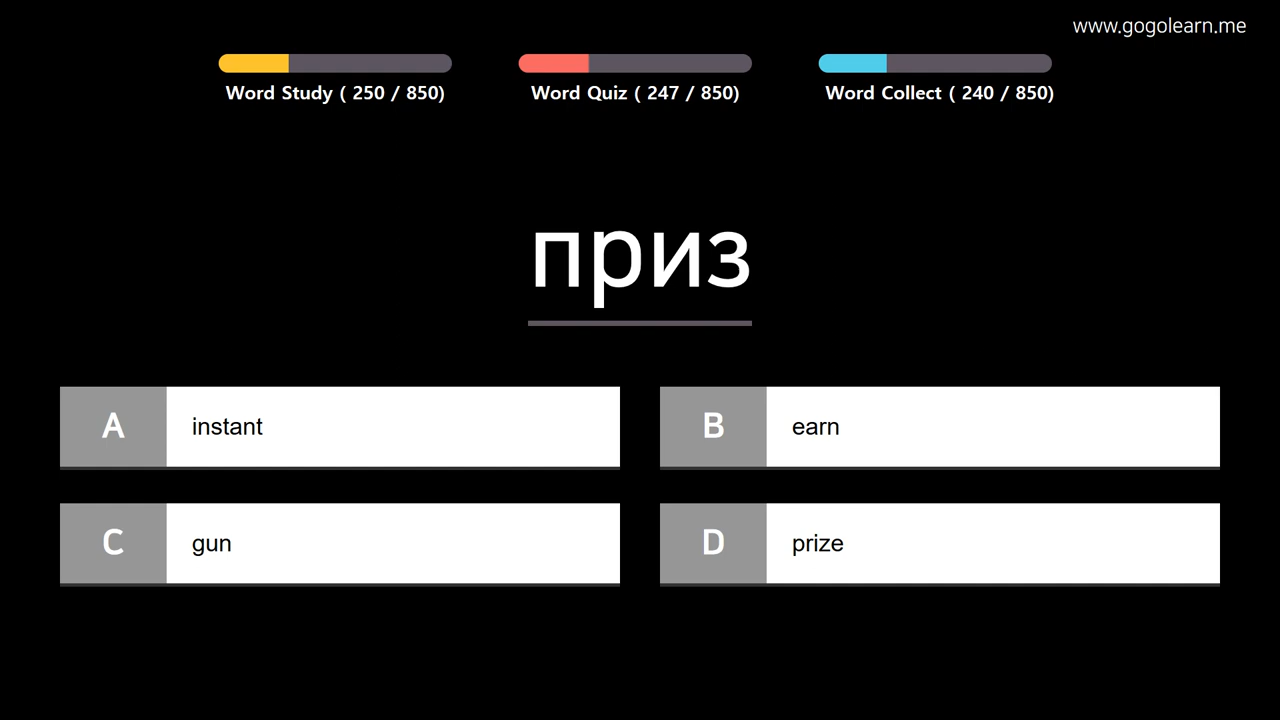 www.gogolearn.me
Word Study ( 250 / 850)
Word Quiz ( 247 / 850)
Word Collect ( 240 / 850)
приз
A instant
B earn
C gun
D prize